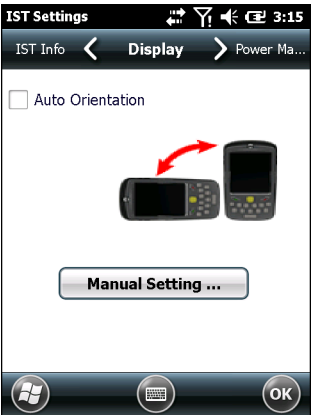 IST Settings 3:15
IST Info Display Power Ma...
Auto Orientation
Manual Setting ...
OK